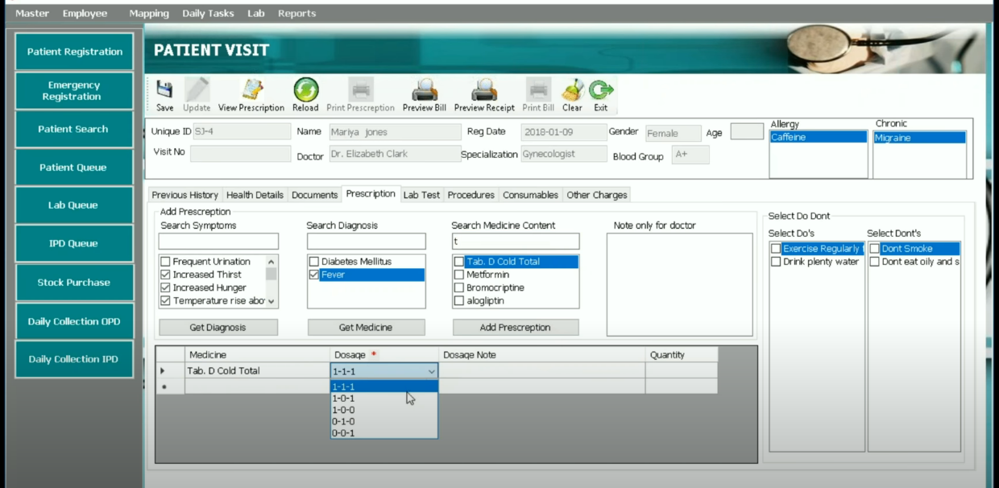 Master Employee Mapping Daily Tasks Lab Reports
Patient Registration
Emergency
Registration
Patient Search
Patient Queue
Lab Queue
IPD Queue
Stock Purchase
Daily Collection OPD
Daily Collection IPD
PATIENT VISIT
Save Update View Prescription Reload Print Prescreption Preview Bill Preview Receipt Print Bill Clear Exit
Unique ID SJ-4 Name Mariya jones Reg Date 2018-01-09 Gender Female Age
Visit No Doctor Dr. Elizabeth Clark Specialization Gynecologist Blood Group A+
Allergy Chronic
Caffeine Migraine
Previous History Health Details Documents Prescription Lab Test Procedures Consumables Other Charges
Add Prescreption
Search Symptoms Search Diagnosis Search Medicine Content Note only for doctor
t
Frequent Urination Diabetes Mellitus Tab. D Cold Total
Increased Thirst Fever Metformin
Increased Hunger Bromocriptine
Temperature rise abo alogliptin
Get Diagnosis Get Medicine Add Prescreption
Select Do Dont
Select Do's Select Dont's
Exercise Regularly Dont Smoke
Drink plenty water Dont eat oily and s
Medicine Dosage * Dosage Note Quantity
Tab. D Cold Total 1-1-1
1-1-1
1-0-1
1-0-0
0-1-0
0-0-1